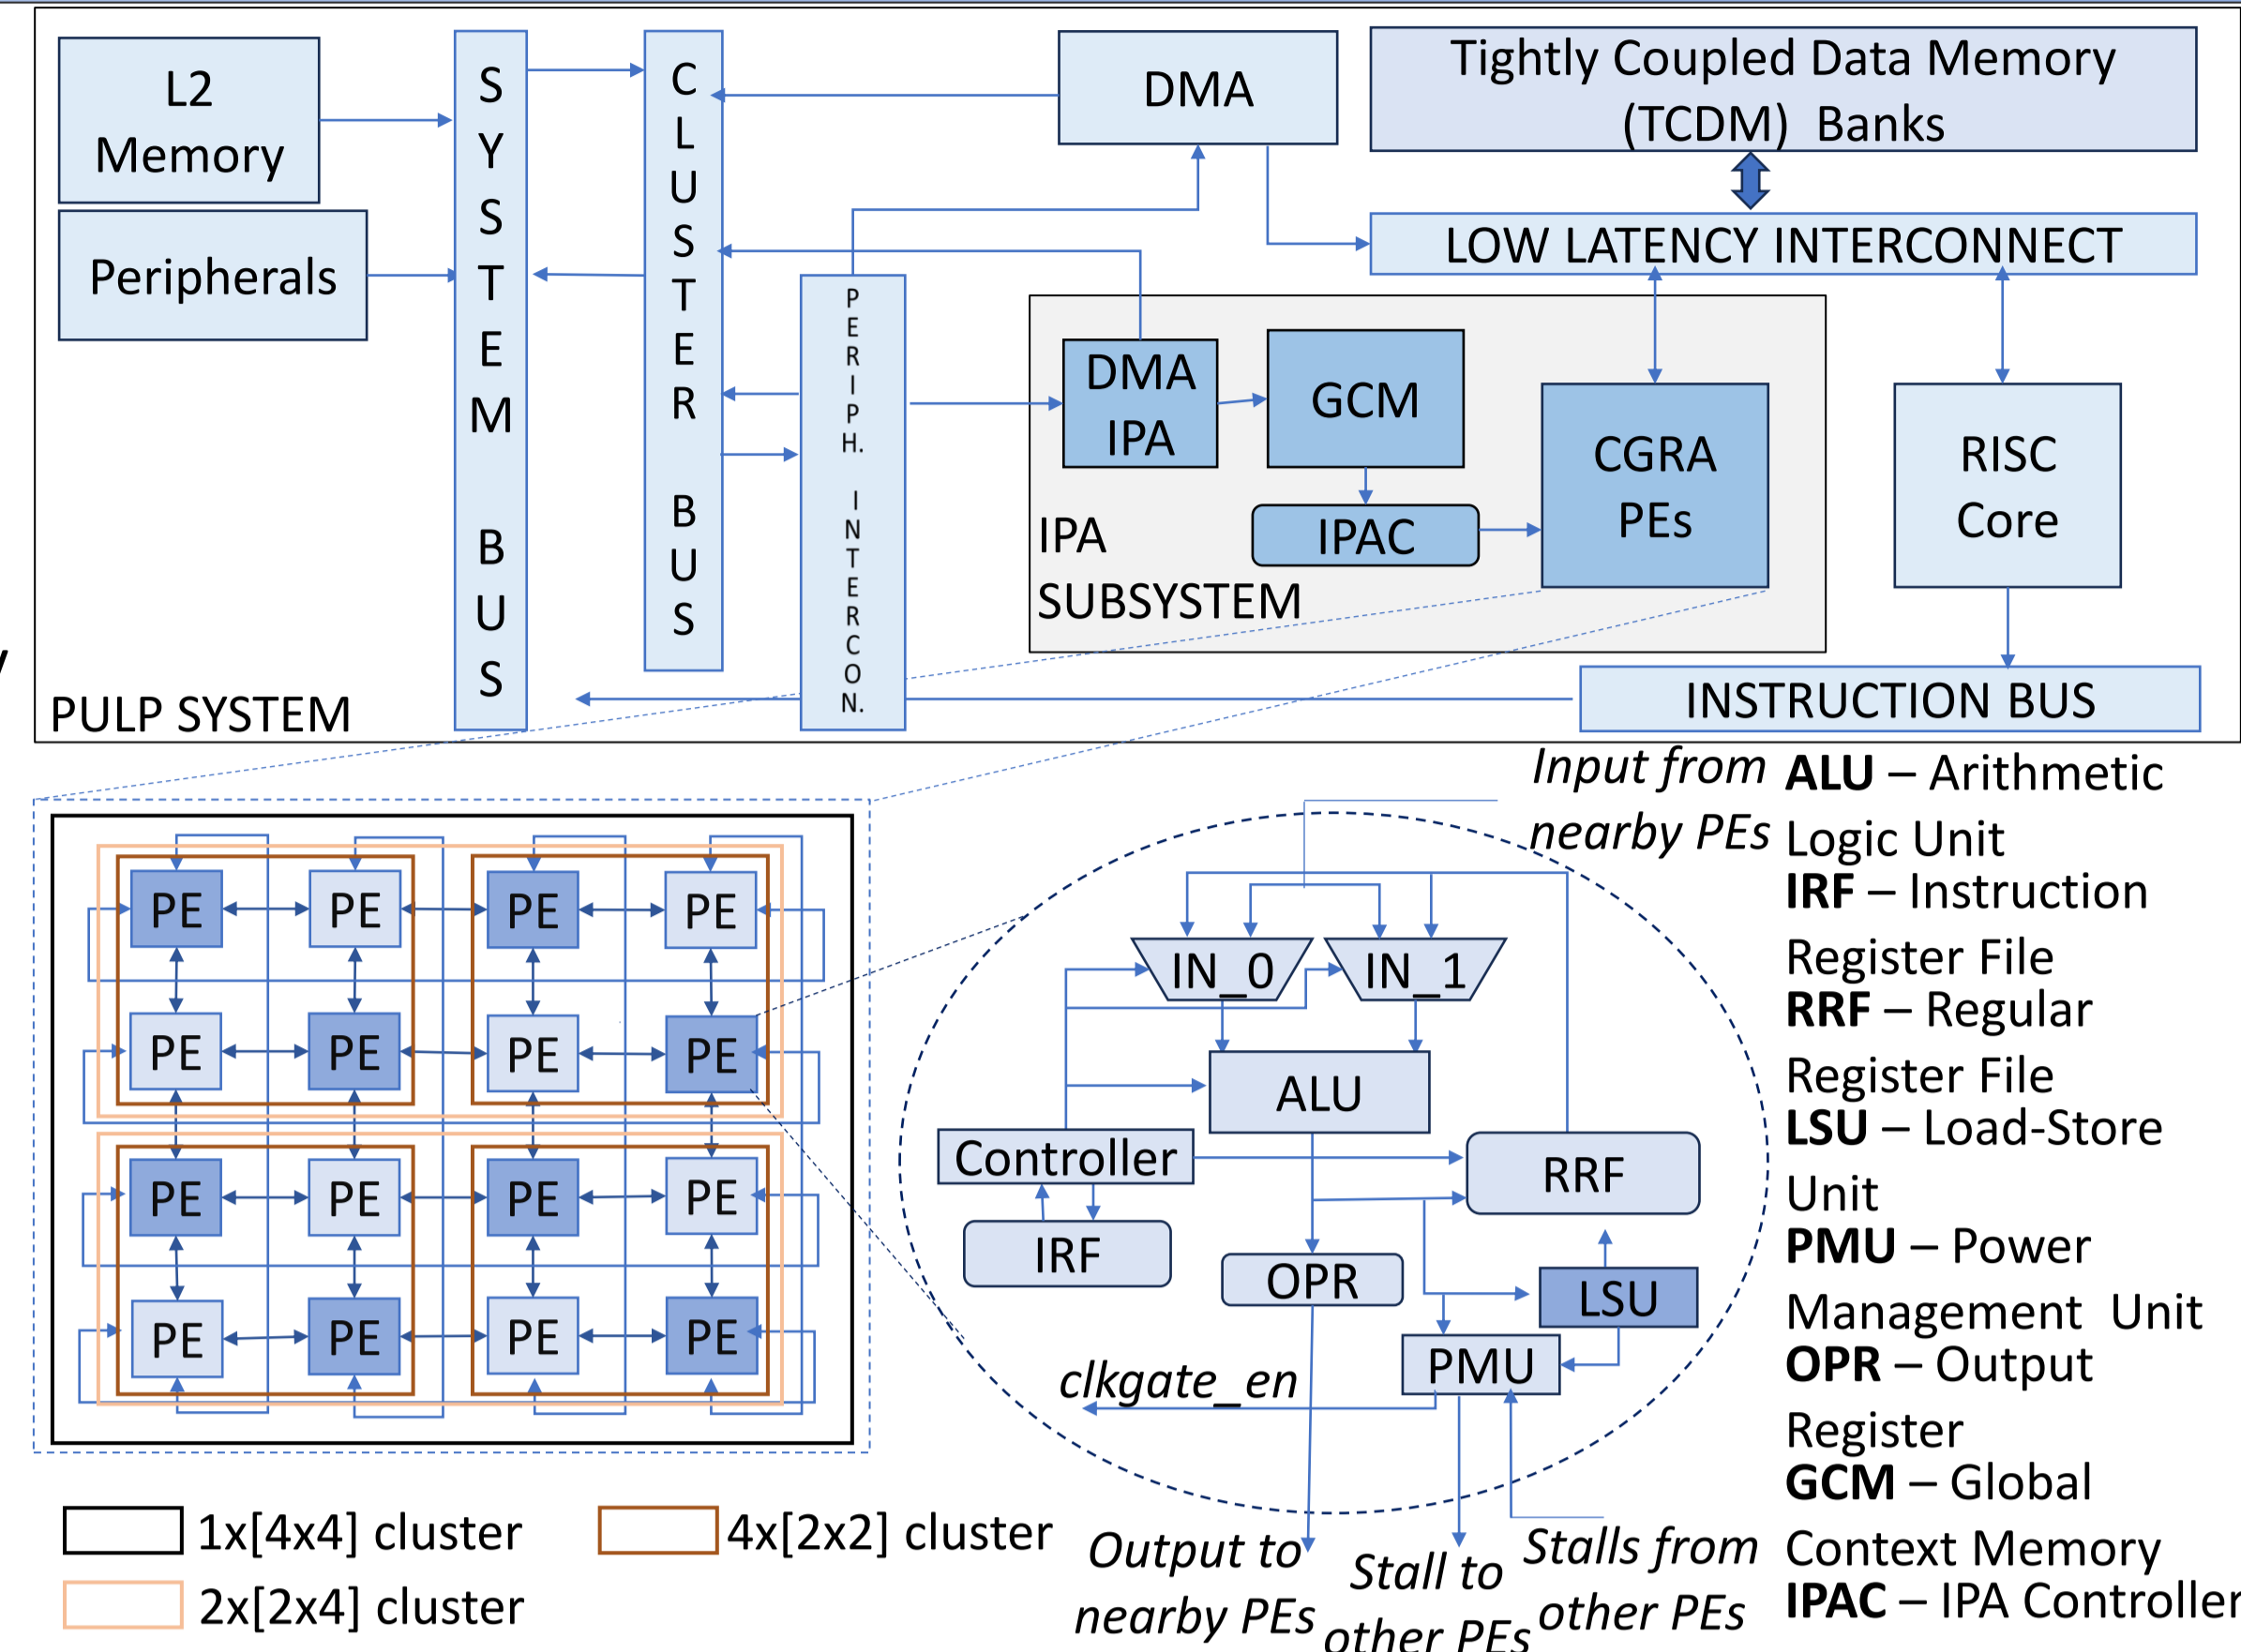 L2
Memory
Peripherals
SYSTEM BUS
CLUSTER BUS
PERIPH. INTERCON.
DMA
Tightly Coupled Data Memory
(TCDM) Banks
LOW LATENCY INTERCONNECT
DMA
IPA
GCM
IPAC
CGRA
PEs
RISC
Core
IPA
SUBSYSTEM
INSTRUCTION BUS
PULP SYSTEM
PE PE PE PE
PE PE PE PE
PE PE PE PE
PE PE PE PE
1x[4x4] cluster
4x[2x2] cluster
2x[2x4] cluster
Input from
nearby PEs
IN_0
IN_1
ALU
Controller
RRF
IRF
OPR
LSU
PMU
clkgate_en
Output to
nearby PEs
Stall to
other PEs
Stalls from
other PEs
ALU – Arithmetic
Logic Unit
IRF – Instruction
Register File
RRF – Regular
Register File
LSU – Load-Store
Unit
PMU – Power
Management Unit
OPR – Output
Register
GCM – Global
Context Memory
IPAC – IPA Controller